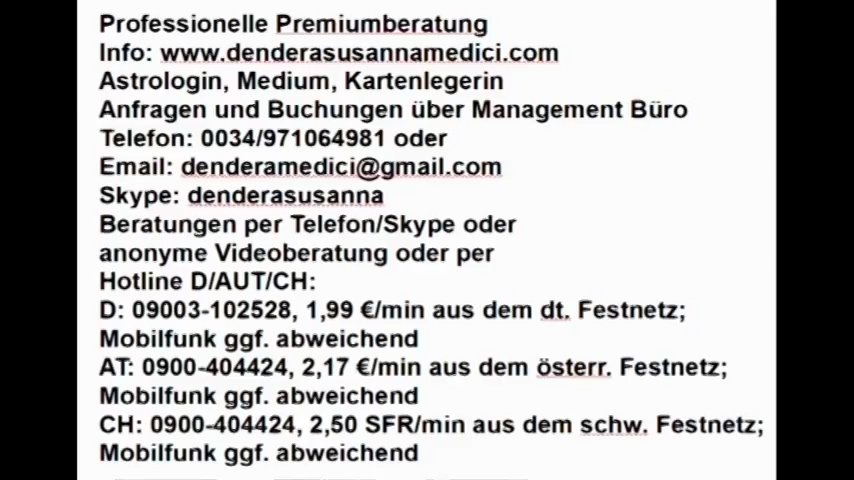 Professionelle Premiumberatung
Info: www.denderasusannamedici.com
Astrologin, Medium, Kartenlegerin
Anfragen und Buchungen über Management Büro
Telefon: 0034/971064981 oder
Email: denderamedici@gmail.com
Skype: denderasusanna
Beratungen per Telefon/Skype oder
anonyme Videoberatung oder per
Hotline D/AUT/CH:
D: 09003-102528, 1,99 €/min aus dem dt. Festnetz;
Mobilfunk ggf. abweichend
AT: 0900-404424, 2,17 €/min aus dem österr. Festnetz;
Mobilfunk ggf. abweichend
CH: 0900-404424, 2,50 SFR/min aus dem schw. Festnetz;
Mobilfunk ggf. abweichend